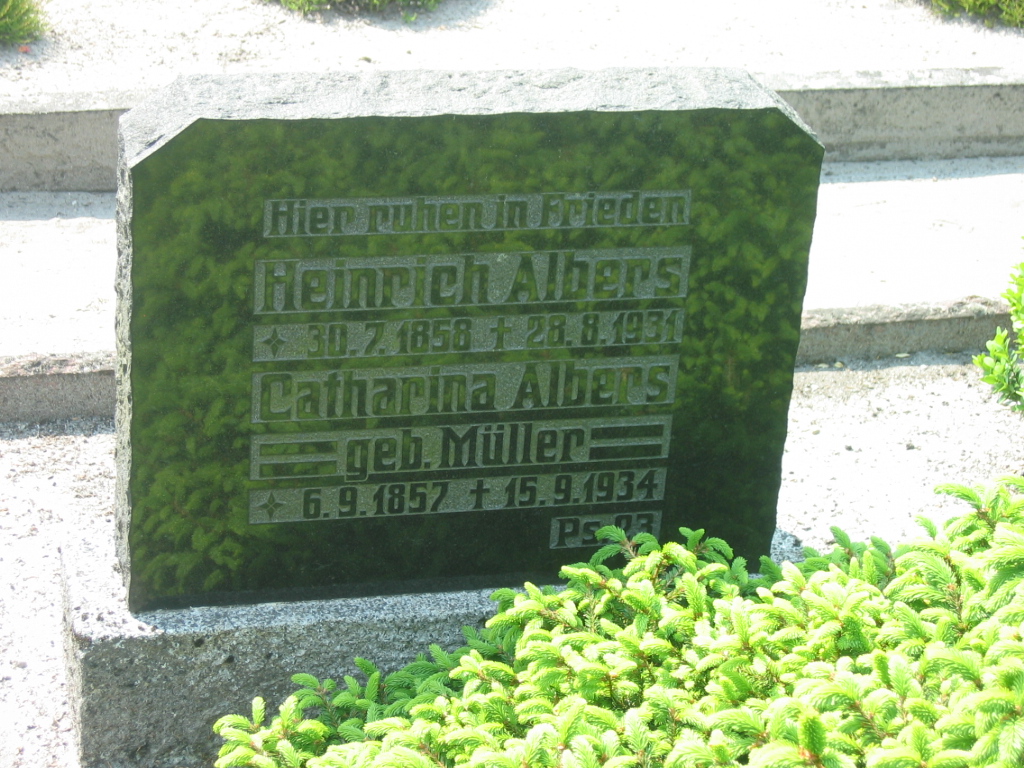 Hier ruhen in Frieden
Heinrich Albers
✧ 30.7.1858 † 28.8.1931
Catharina Albers
geb. Müller
✧ 6.9.1857 † 15.9.1934
Ps. 93